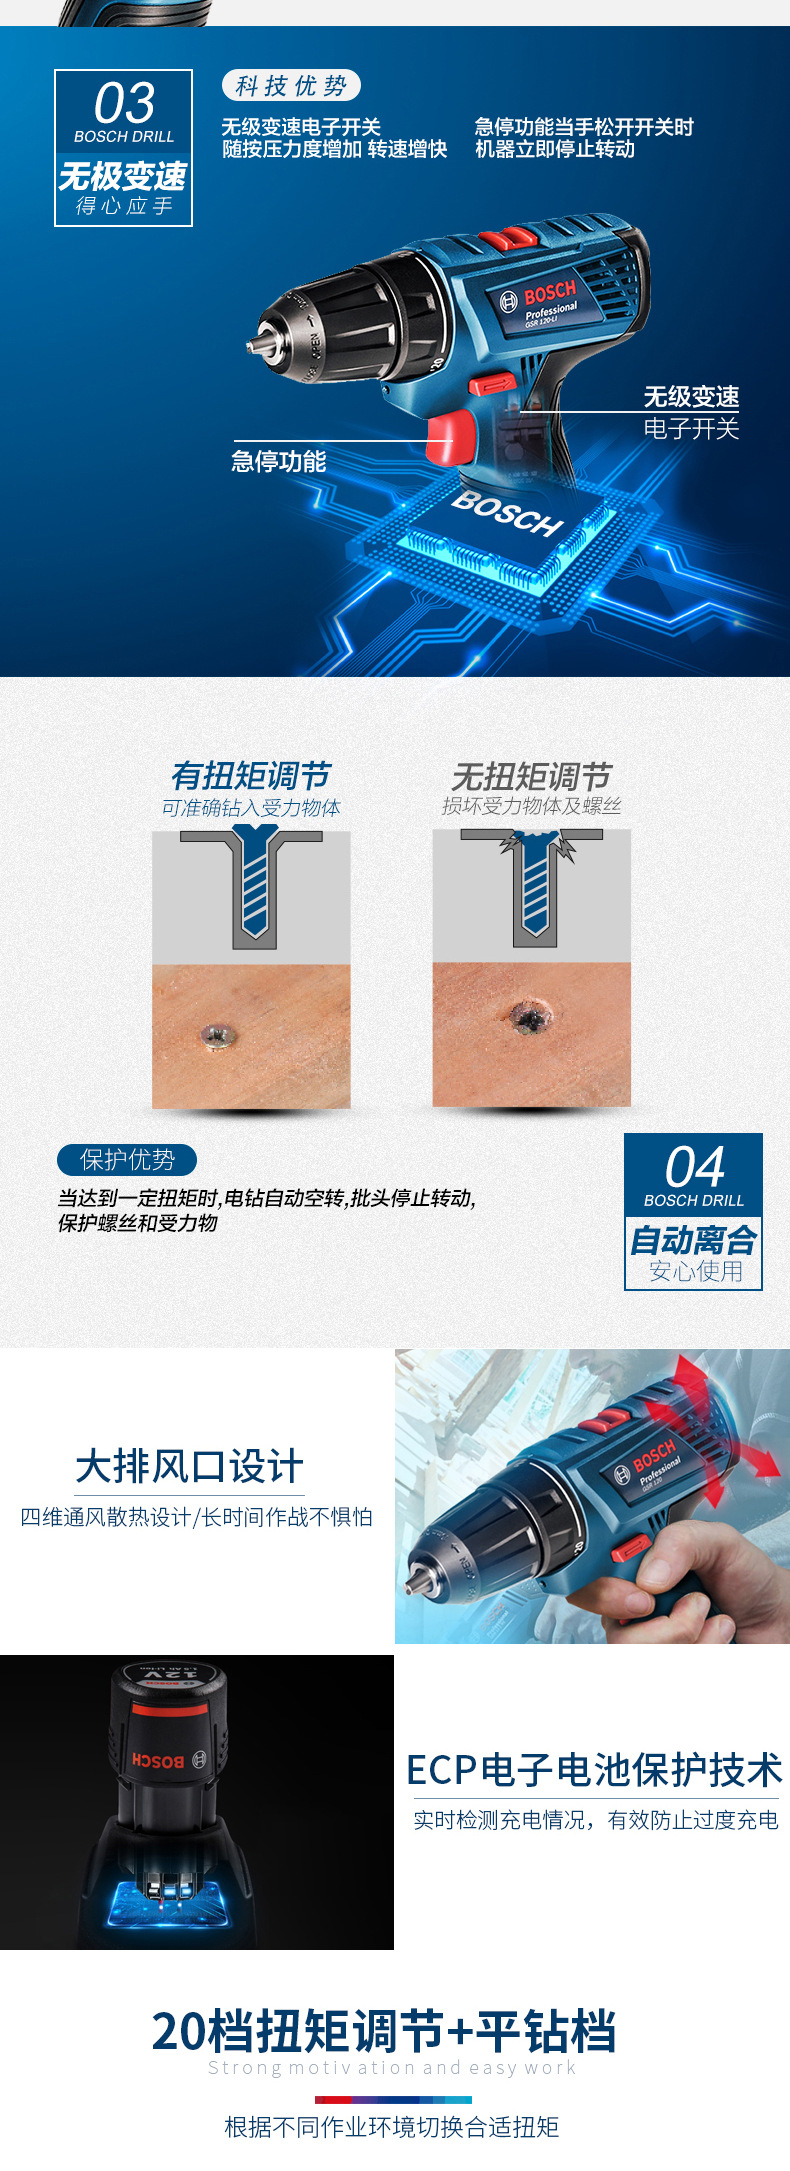 03
BOSCH DRILL
无极变速
得心应手
科技优势
无级变速电子开关
随按压力度增加 转速增快
急停功能当手松开开关时
机器立即停止转动
BOSCH
Professional
GSR 120-LI
OPEN
20
无级变速
电子开关
急停功能
BOSCH
有扭矩调节
可准确钻入受力物体
无扭矩调节
损坏受力物体及螺丝
保护优势
当达到一定扭矩时,电钻自动空转,批头停止转动,
保护螺丝和受力物
04
BOSCH DRILL
自动离合
安心使用
大排风口设计
四维通风散热设计/长时间作战不惧怕
BOSCH
Professional
GSR 120
OPEN
20
12V
BOSCH
ECP电子电池保护技术
实时检测充电情况，有效防止过度充电
20档扭矩调节+平钻档
Strong motivation and easy work
根据不同作业环境切换合适扭矩